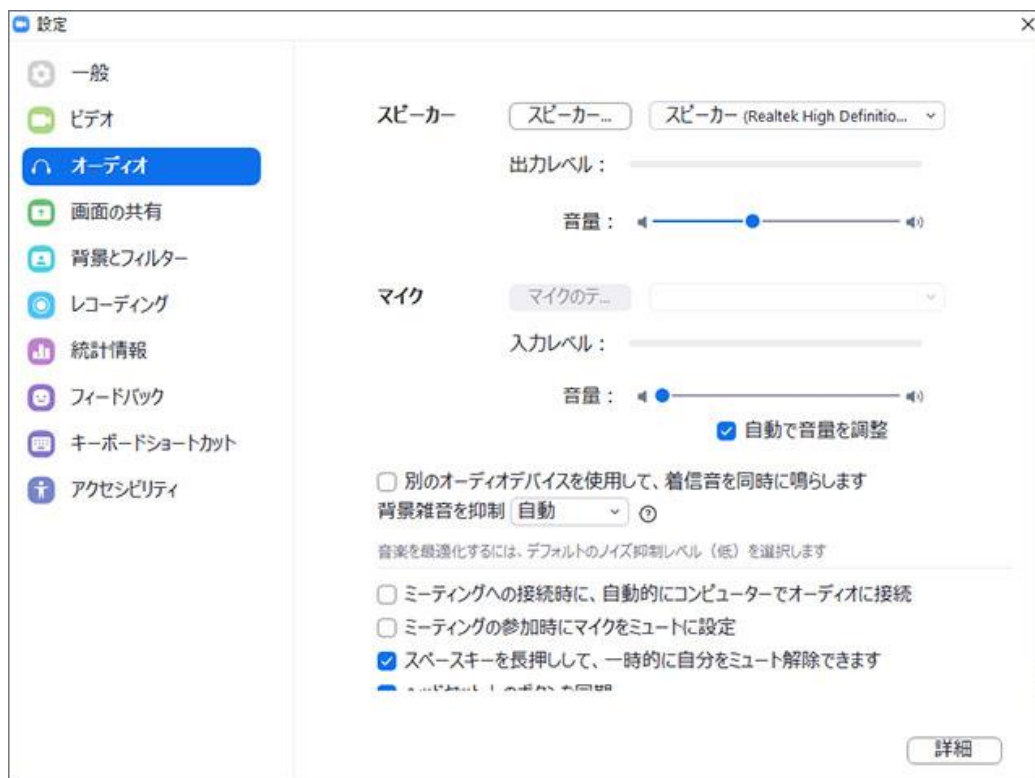 設定
一般
ビデオ
オーディオ
画面の共有
背景とフィルター
レコーディング
統計情報
フィードバック
キーボードショートカット
アクセシビリティ
スピーカー スピーカー... スピーカー (Realtek High Definitio...
出力レベル：
音量：
マイク マイクのテ...
入力レベル：
音量：
自動で音量を調整
別のオーディオデバイスを使用して、着信音を同時に鳴らします
背景雑音を抑制 自動
音楽を最適化するには、デフォルトのノイズ抑制レベル（低）を選択します
ミーティングへの接続時に、自動的にコンピューターでオーディオに接続
ミーティングの参加時にマイクをミュートに設定
スペースキーを長押しして、一時的に自分をミュート解除できます
詳細